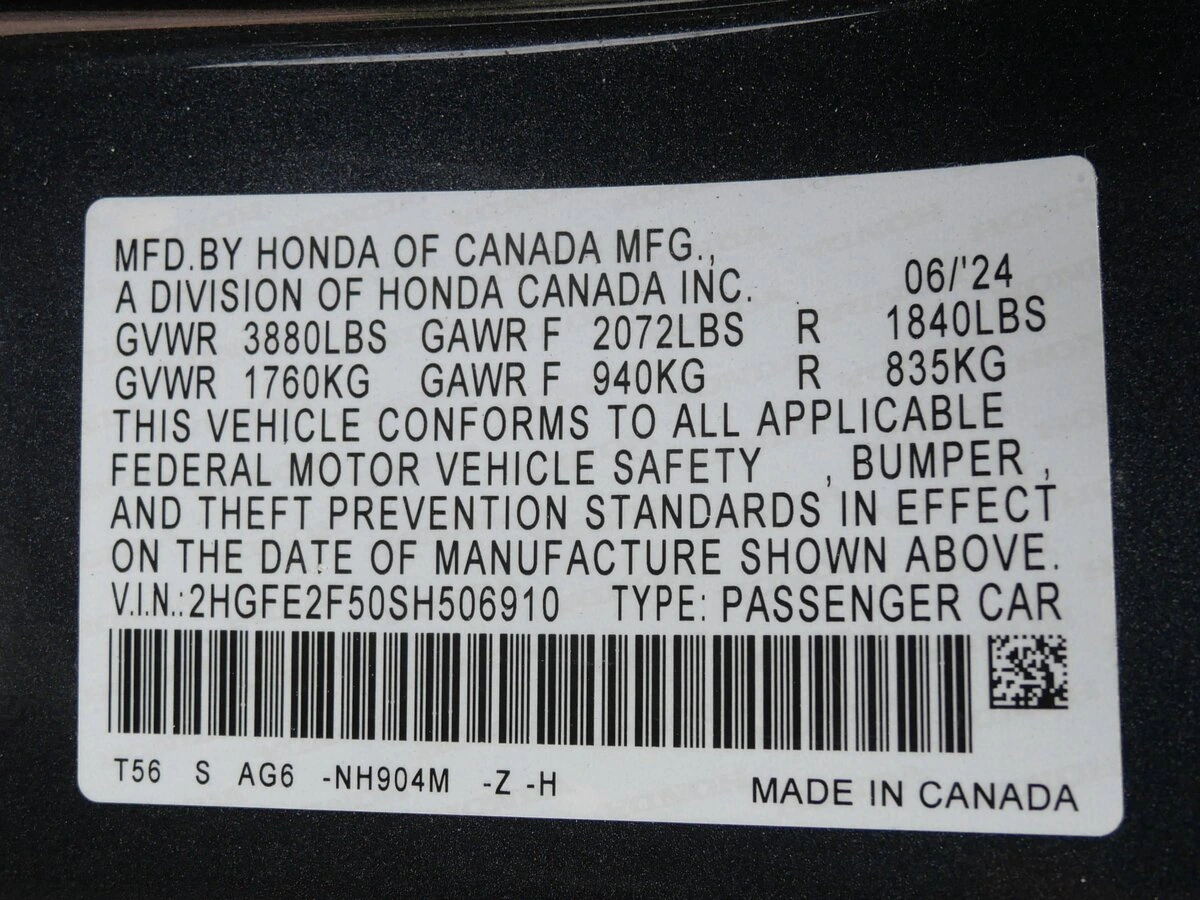 MFD.BY HONDA OF CANADA MFG.,
A DIVISION OF HONDA CANADA INC. 06/'24
GVWR 3880LBS GAWR F 2072LBS R 1840LBS
GVWR 1760KG GAWR F 940KG R 835KG
THIS VEHICLE CONFORMS TO ALL APPLICABLE
FEDERAL MOTOR VEHICLE SAFETY , BUMPER ,
AND THEFT PREVENTION STANDARDS IN EFFECT
ON THE DATE OF MANUFACTURE SHOWN ABOVE.
V.I.N.:2HGFE2F50SH506910 TYPE: PASSENGER CAR
T56 S AG6 -NH904M -Z -H MADE IN CANADA